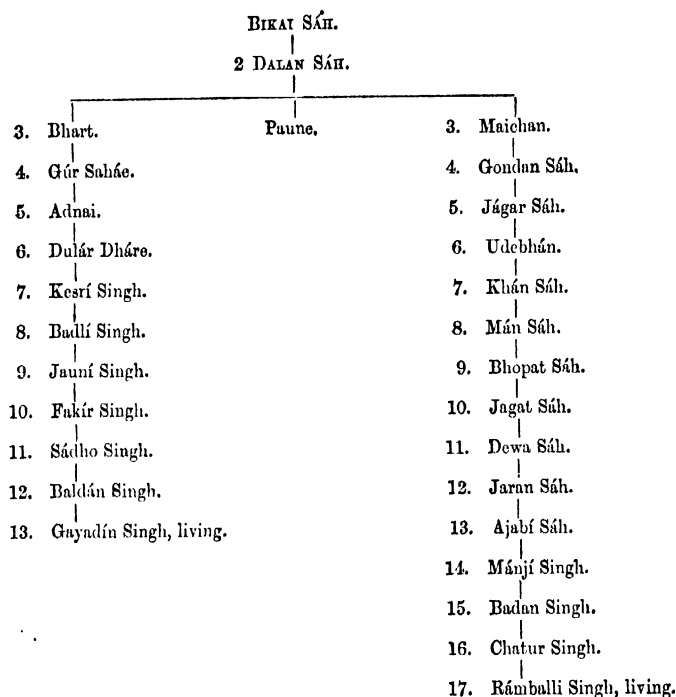 BIKAI SÁH.
2 DALAN SÁH.
3. Bhart. Paune. 3. Maichan.
4. Gúr Saháe. 4. Gondan Sáh.
5. Adnai. 5. Jágar Sáh.
6. Dulár Dháre. 6. Udebhán.
7. Kesrí Singh. 7. Khán Sáh.
8. Badlí Singh. 8. Mán Sáh.
9. Jauní Singh. 9. Bhopat Sáh.
10. Fakír Singh. 10. Jagat Sáh.
11. Sádho Singh. 11. Dewa Sáh.
12. Baldán Singh. 12. Jaran Sáh.
13. Gayadín Singh, living. 13. Ajabí Sáh.
14. Mánjí Singh.
15. Badan Singh.
16. Chatur Singh.
17. Rámballi Singh, living.